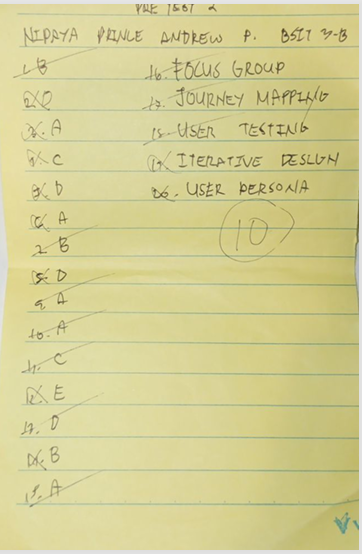 PRE TEST 2
NIPAYA PRINCE ANDREW P. BSIT 3-B
1. B
2. D
3. A
4. C
5. D
6. A
7. B
8. D
9. A
10. A
11. C
12. E
13. D
14. B
15. A
16. FOCUS GROUP
17. JOURNEY MAPPING
18. USER TESTING
19. ITERATIVE DESIGN
20. USER PERSONA
10